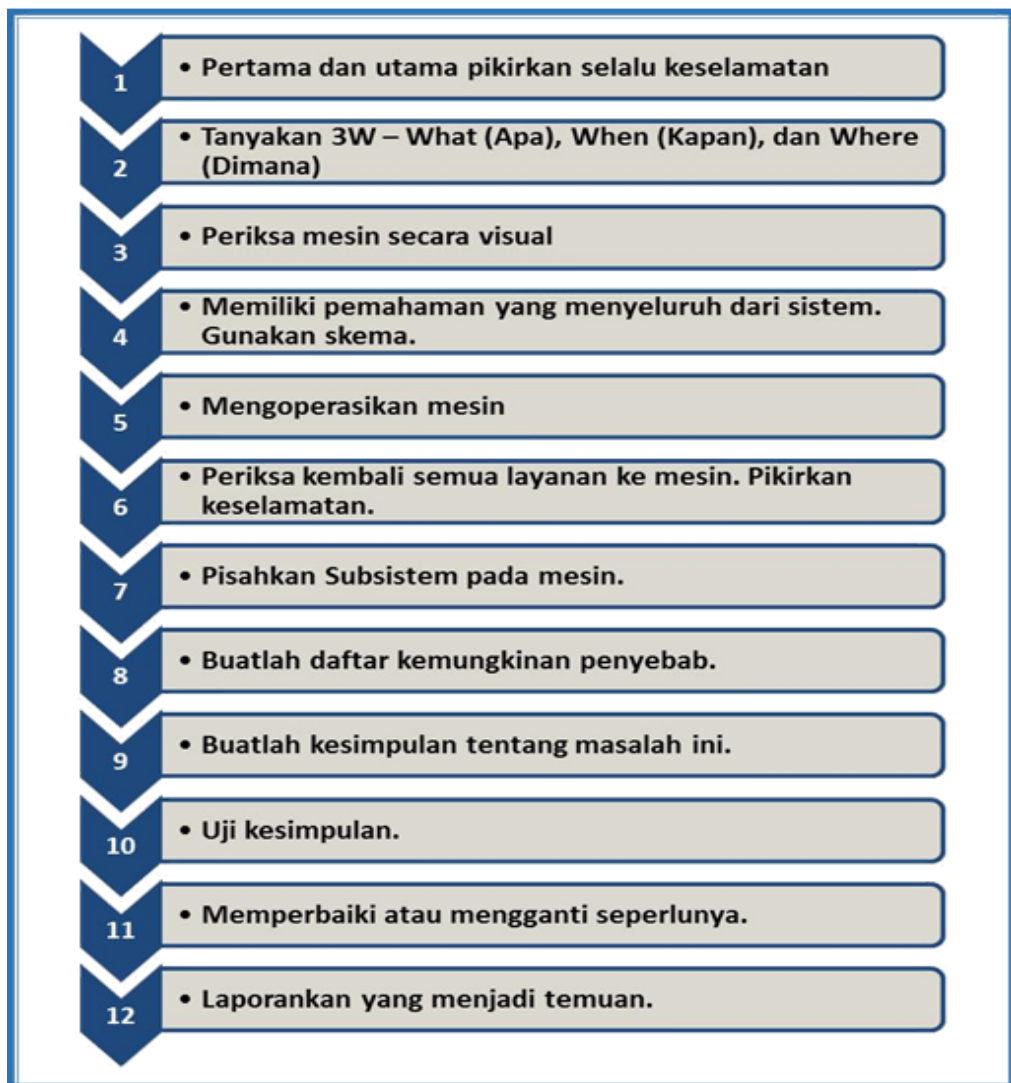 1
• Pertama dan utama pikirkan selalu keselamatan
2
• Tanyakan 3W – What (Apa), When (Kapan), dan Where
(Dimana)
3
• Periksa mesin secara visual
4
• Memiliki pemahaman yang menyeluruh dari sistem.
Gunakan skema.
5
• Mengoperasikan mesin
6
• Periksa kembali semua layanan ke mesin. Pikirkan
keselamatan.
7
• Pisahkan Subsistem pada mesin.
8
• Buatlah daftar kemungkinan penyebab.
9
• Buatlah kesimpulan tentang masalah ini.
10
• Uji kesimpulan.
11
• Memperbaiki atau mengganti seperlunya.
12
• Laporankan yang menjadi temuan.